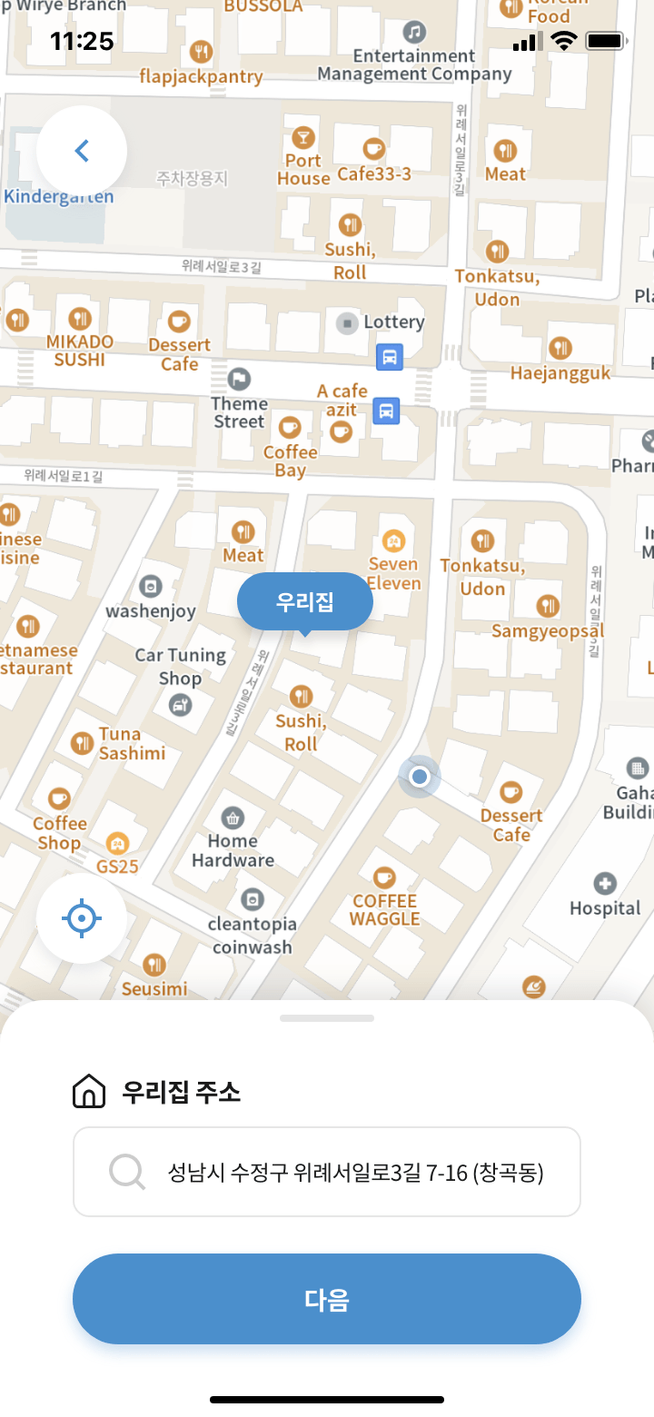 p Wirye Branch
BUSSOLA
Korean
Food
11:25
flapjackpantry
Entertainment
Management Company
위례서일로3길
Kindergarten
주차장용지
Port
House
Cafe33-3
Meat
Sushi,
Roll
위례서일로3길
Tonkatsu,
Udon
Pla
Lottery
MIKADO
SUSHI
Dessert
Cafe
Haejangguk
Theme
Street
A cafe
azit
Coffee
Bay
위례서일로1길
Pharr
inese
isine
Meat
Seven
Eleven
Tonkatsu,
Udon
위례서일로3길
washenjoy
우리집
Samgyeopsal
etnamese
staurant
Car Tuning
Shop
위례서일로3길
Sushi,
Roll
Tuna
Sashimi
Coffee
Shop
GS25
Home
Hardware
Dessert
Cafe
Gaha
Buildi
COFFEE
WAGGLE
Hospital
cleantopia
coinwash
Seusimi
우리집 주소
성남시 수정구 위례서일로3길 7-16 (창곡동)
다음